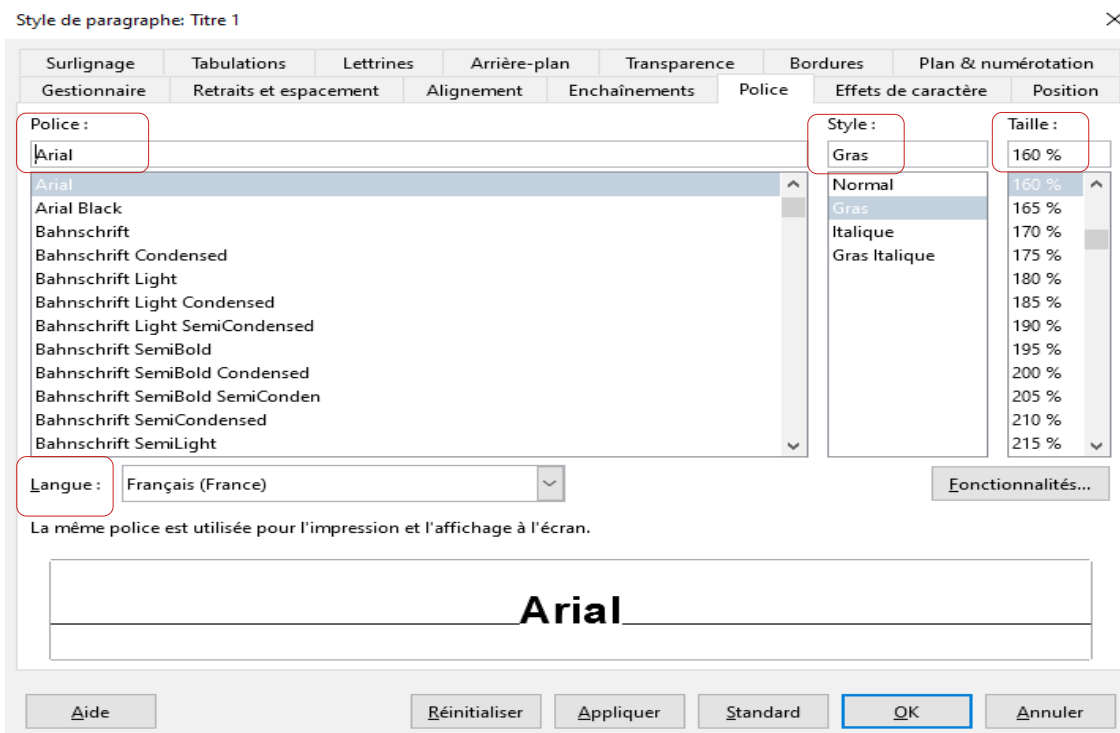 Style de paragraphe: Titre 1
Surlignage Tabulations Lettrines Arrière-plan Transparence Bordures Plan & numérotation
Gestionnaire Retraits et espacement Alignement Enchaînements Police Effets de caractère Position
Police : Style : Taille :
Arial Gras 160 %
Arial Normal 160 %
Arial Black Gras 165 %
Bahnschrift Italique 170 %
Bahnschrift Condensed Gras Italique 175 %
Bahnschrift Light 180 %
Bahnschrift Light Condensed 185 %
Bahnschrift Light SemiCondensed 190 %
Bahnschrift SemiBold 195 %
Bahnschrift SemiBold Condensed 200 %
Bahnschrift SemiBold SemiConden 205 %
Bahnschrift SemiCondensed 210 %
Bahnschrift SemiLight 215 %
Langue : Français (France) Fonctionnalités...
La même police est utilisée pour l'impression et l'affichage à l'écran.
Arial
Aide Réinitialiser Appliquer Standard OK Annuler